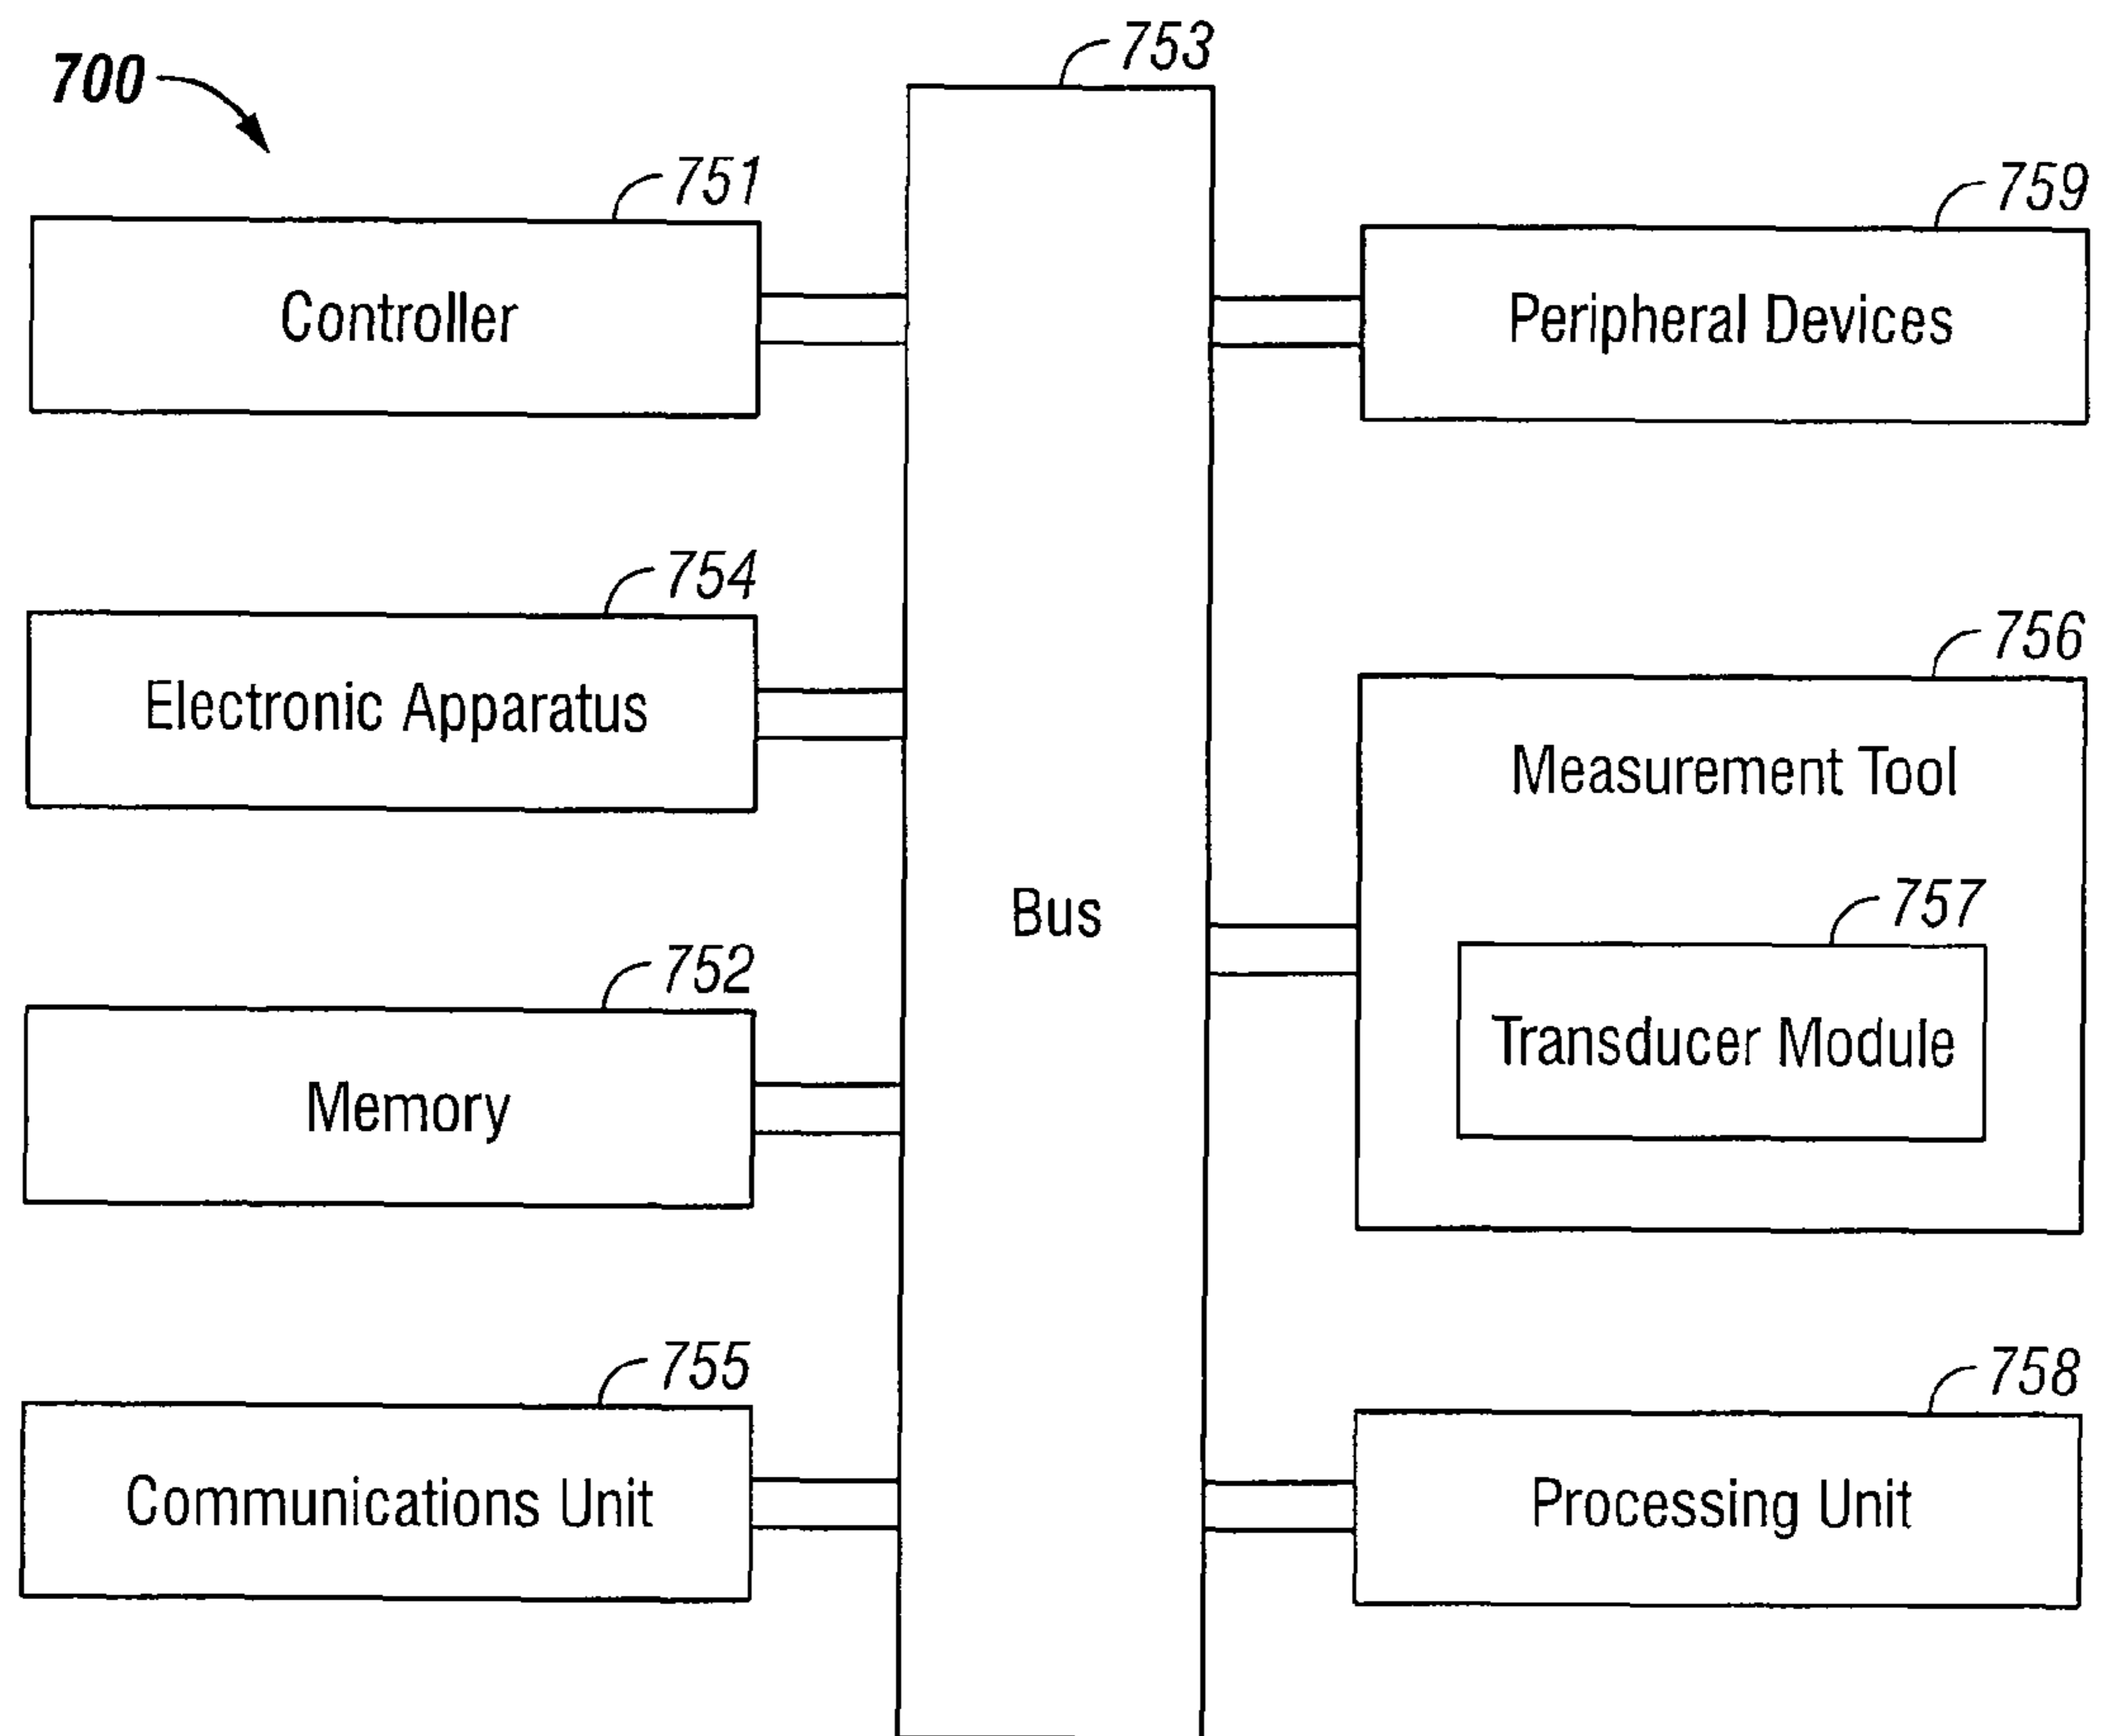 753
700
751
Controller
759
Peripheral Devices
754
Electronic Apparatus
756
Measurement Tool
757
Transducer Module
Bus
752
Memory
755
Communications Unit
758
Processing Unit